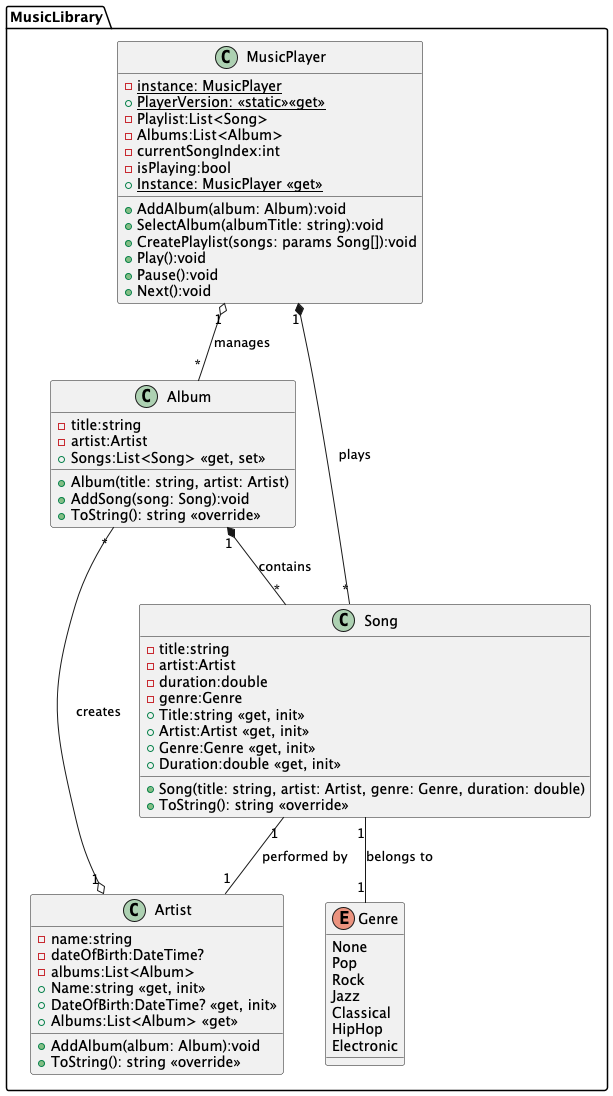 MusicLibrary
C MusicPlayer
instance: MusicPlayer
PlayerVersion: «static»«get»
Playlist:List<Song>
Albums:List<Album>
currentSongIndex:int
isPlaying:bool
Instance: MusicPlayer «get»
AddAlbum(album: Album):void
SelectAlbum(albumTitle: string):void
CreatePlaylist(songs: params Song[]):void
Play():void
Pause():void
Next():void
1
1
manages
*
C Album
title:string
artist:Artist
Songs:List<Song> «get, set»
Album(title: string, artist: Artist)
AddSong(song: Song):void
ToString(): string «override»
plays
*
1
contains
*
*
C Song
title:string
artist:Artist
duration:double
genre:Genre
Title:string «get, init»
Artist:Artist «get, init»
Genre:Genre «get, init»
Duration:double «get, init»
Song(title: string, artist: Artist, genre: Genre, duration: double)
ToString(): string «override»
creates
1
1
performed by
belongs to
1
1
1
C Artist
name:string
dateOfBirth:DateTime?
albums:List<Album>
Name:string «get, init»
DateOfBirth:DateTime? «get, init»
Albums:List<Album> «get»
AddAlbum(album: Album):void
ToString(): string «override»
E Genre
None
Pop
Rock
Jazz
Classical
HipHop
Electronic